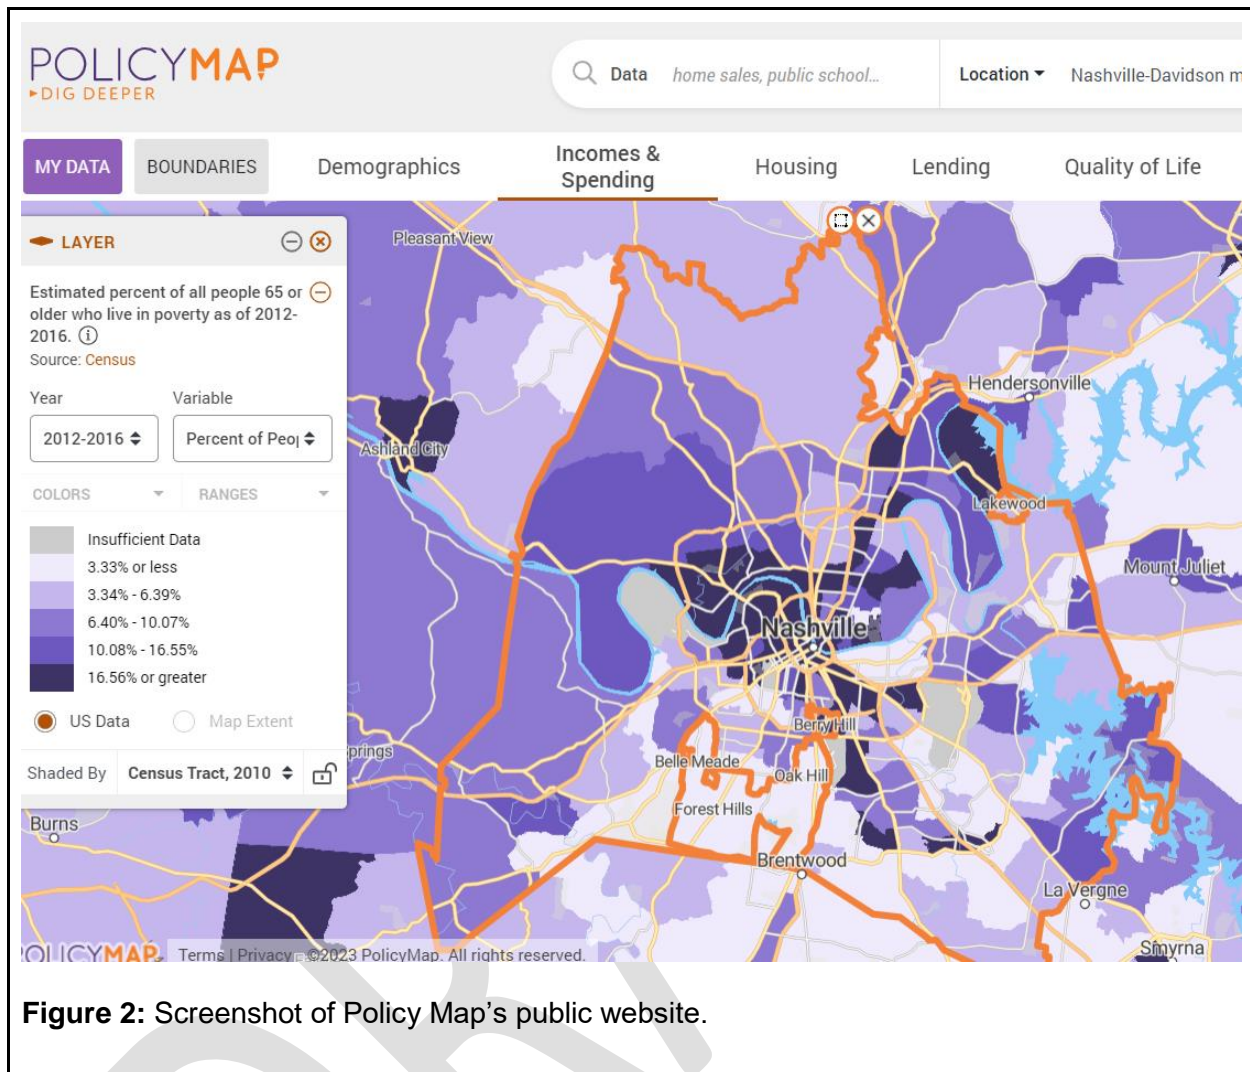 POLICYMAP
DIG DEEPER
Data home sales, public school...
Location
Nashville-Davidson m
MY DATA
BOUNDARIES
Demographics
Incomes &
Spending
Housing
Lending
Quality of Life
LAYER
Estimated percent of all people 65 or
older who live in poverty as of 2012-
2016.
Source: Census
Year
Variable
2012-2016
Percent of Peop
COLORS
RANGES
Insufficient Data
3.33% or less
3.34% - 6.39%
6.40% - 10.07%
10.08% - 16.55%
16.56% or greater
US Data
Map Extent
Shaded By Census Tract, 2010
Pleasant View
Hendersonville
Ashland City
Lakewood
Mount Juliet
Nashville
Berry Hill
Springs
Belle Meade
Oak Hill
Forest Hills
Burns
Brentwood
La Vergne
Smyrna
POLICYMAP
Terms | Privacy ©2023 PolicyMap. All rights reserved.
Figure 2: Screenshot of Policy Map's public website.